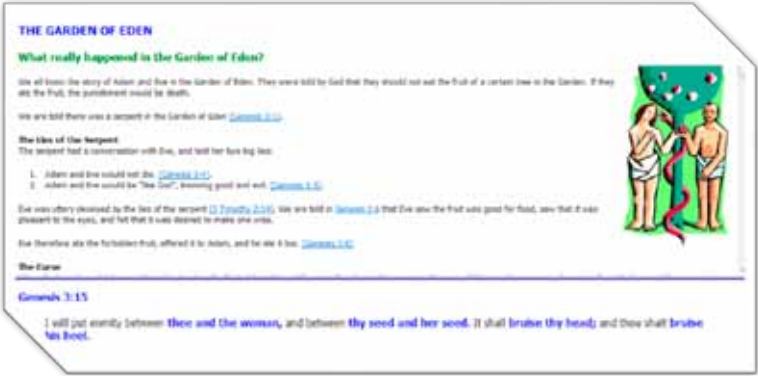 THE GARDEN OF EDEN
What really happened in the Garden of Eden?
We all know the story of Adam and Eve in the Garden of Eden. They were told by God that they should not eat the fruit of a certain tree in the Garden. If they
ate the fruit, the punishment would be death.
We are told there was a serpent in the Garden of Eden (Genesis 3:1).
The Lies of the Serpent
The serpent had a conversation with Eve, and told her two big lies:
1. Adam and Eve would not die. (Genesis 3:4).
2. Adam and Eve would be "like God", knowing good and evil. (Genesis 3:5).
Eve was utterly deceived by the lies of the serpent (1 Timothy 2:14). We are told in Genesis 3:6 that Eve saw the fruit was good for food, saw that it was
pleasant to the eyes, and felt that it was desired to make one wise.
Eve therefore ate the forbidden fruit, offered it to Adam, and he ate it too. (Genesis 3:6)
The Curse
Genesis 3:15
I will put enmity between thee and the woman, and between thy seed and her seed. It shall bruise thy head; and thou shalt bruise
his heel.